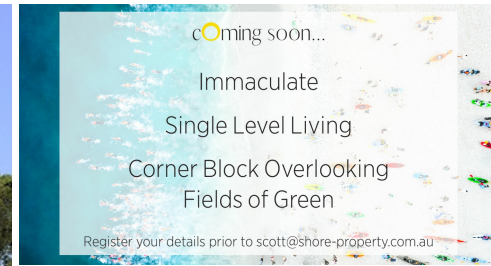 coming soon...
Immaculate
Single Level Living
Corner Block Overlooking
Fields of Green
Register your details prior to scott@shore-property.com.au